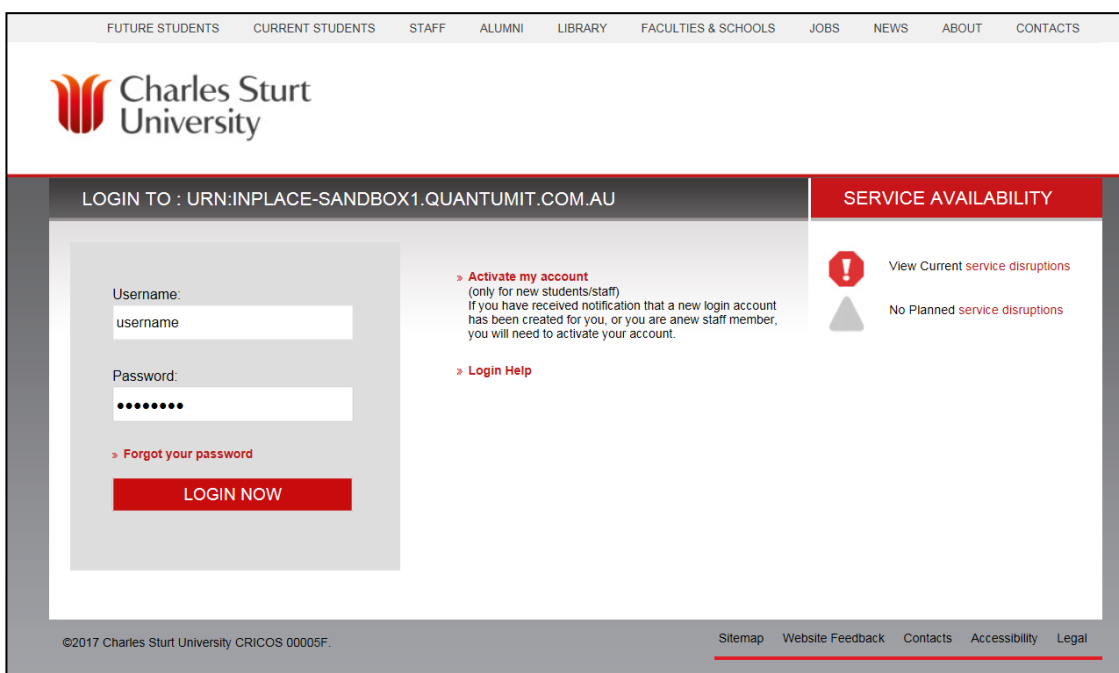 FUTURE STUDENTS CURRENT STUDENTS STAFF ALUMNI LIBRARY FACULTIES & SCHOOLS JOBS NEWS ABOUT CONTACTS
Charles Sturt
University
LOGIN TO : URN:INPLACE-SANDBOX1.QUANTUMIT.COM.AU
SERVICE AVAILABILITY
Username:
username
Password:
••••••••
» Forgot your password
LOGIN NOW
» Activate my account
(only for new students/staff)
If you have received notification that a new login account
has been created for you, or you are anew staff member,
you will need to activate your account.
» Login Help
! View Current service disruptions
No Planned service disruptions
©2017 Charles Sturt University CRICOS 00005F.
Sitemap Website Feedback Contacts Accessibility Legal